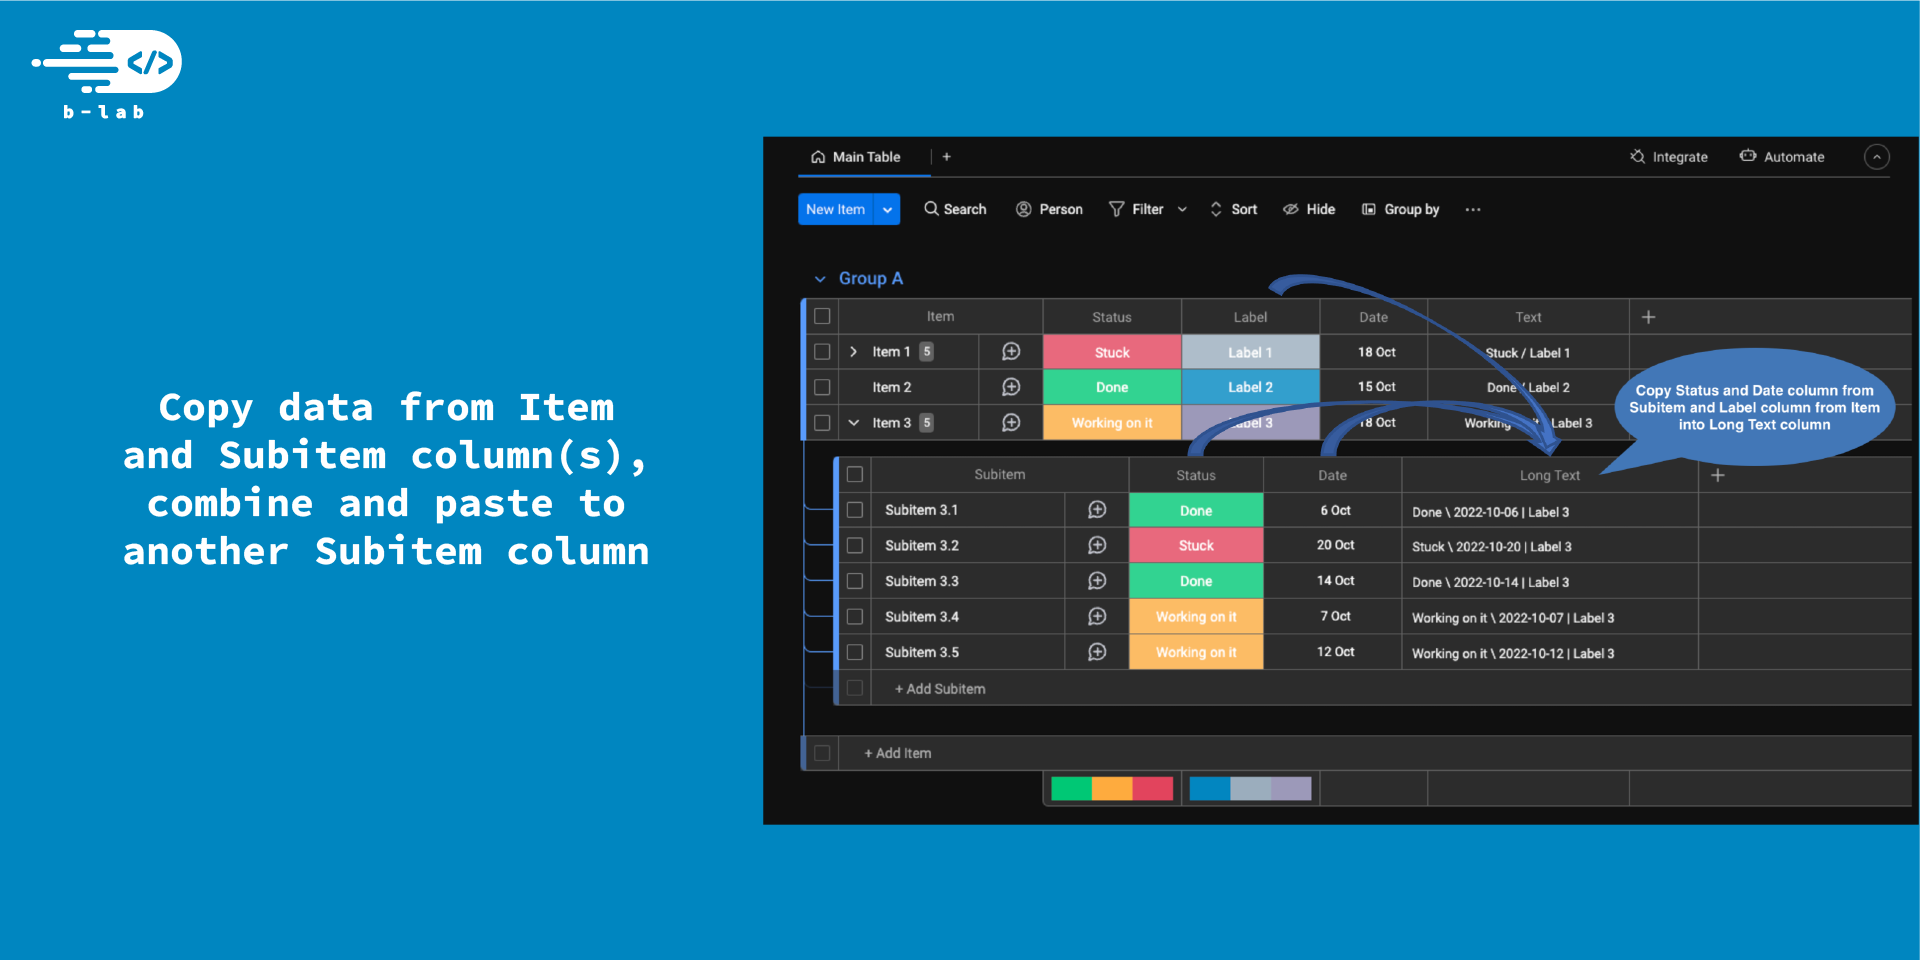 </>
b-lab
Copy data from Item
and Subitem column(s),
combine and paste to
another Subitem column
Main Table
+
Integrate
Automate
New Item
Search
Person
Filter
Sort
Hide
Group by
...
Group A
Item Status Label Date Text +
Item 1 5 Stuck Label 1 18 Oct Stuck / Label 1
Item 2 Done Label 2 15 Oct Done / Label 2
Item 3 5 Working on it Label 3 18 Oct Working Label 3
Copy Status and Date column from
Subitem and Label column from Item
into Long Text column
Subitem Status Date Long Text +
Subitem 3.1 Done 6 Oct Done \ 2022-10-06 | Label 3
Subitem 3.2 Stuck 20 Oct Stuck \ 2022-10-20 | Label 3
Subitem 3.3 Done 14 Oct Done \ 2022-10-14 | Label 3
Subitem 3.4 Working on it 7 Oct Working on it \ 2022-10-07 | Label 3
Subitem 3.5 Working on it 12 Oct Working on it \ 2022-10-12 | Label 3
+ Add Subitem
+ Add Item